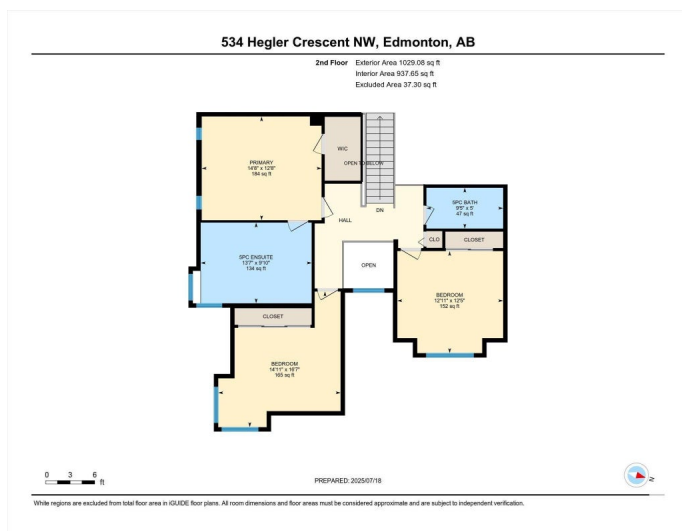 534 Hegler Crescent NW, Edmonton, AB
2nd Floor Exterior Area 1029.08 sq ft
Interior Area 937.65 sq ft
Excluded Area 37.30 sq ft
WIC
PRIMARY
14'8" x 12'8"
184 sq ft
OPEN TO BELOW
5PC BATH
9'5" x 5'
47 sq ft
DN
HALL
CLO
CLOSET
5PC ENSUITE
13'7" x 9'10"
134 sq ft
OPEN
BEDROOM
12'11" x 12'5"
152 sq ft
CLOSET
BEDROOM
14'11" x 16'7"
165 sq ft
0 3 6
ft
PREPARED: 2025/07/18
N
White regions are excluded from total floor area in iGUIDE floor plans. All room dimensions and floor areas must be considered approximate and are subject to independent verification.